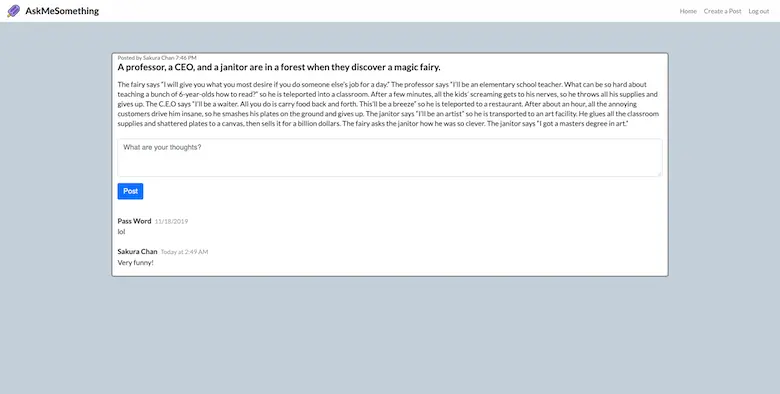 AskMeSomething
Home Create a Post Log out
Posted by Sakura Chan 7:46 PM
A professor, a CEO, and a janitor are in a forest when they discover a magic fairy.
The fairy says "I will give you what you most desire if you do someone else's job for a day." The professor says "I'll be an elementary school teacher. What can be so hard about
teaching a bunch of 6-year-olds how to read?" so he is teleported into a classroom. After a few minutes, all the kids' screaming gets to his nerves, so he throws all his supplies and
gives up. The C.E.O says "I'll be a waiter. All you do is carry food back and forth. This'll be a breeze" so he is teleported to a restaurant. After about an hour, all the annoying
customers drive him insane, so he smashes his plates on the ground and gives up. The janitor says "I'll be an artist" so he is transported to an art facility. He glues all the classroom
supplies and shattered plates to a canvas, then sells it for a billion dollars. The fairy asks the janitor how he was so clever. The janitor says "I got a masters degree in art."
What are your thoughts?
Post
Pass Word 11/18/2019
lol
Sakura Chan Today at 2:49 AM
Very funny!